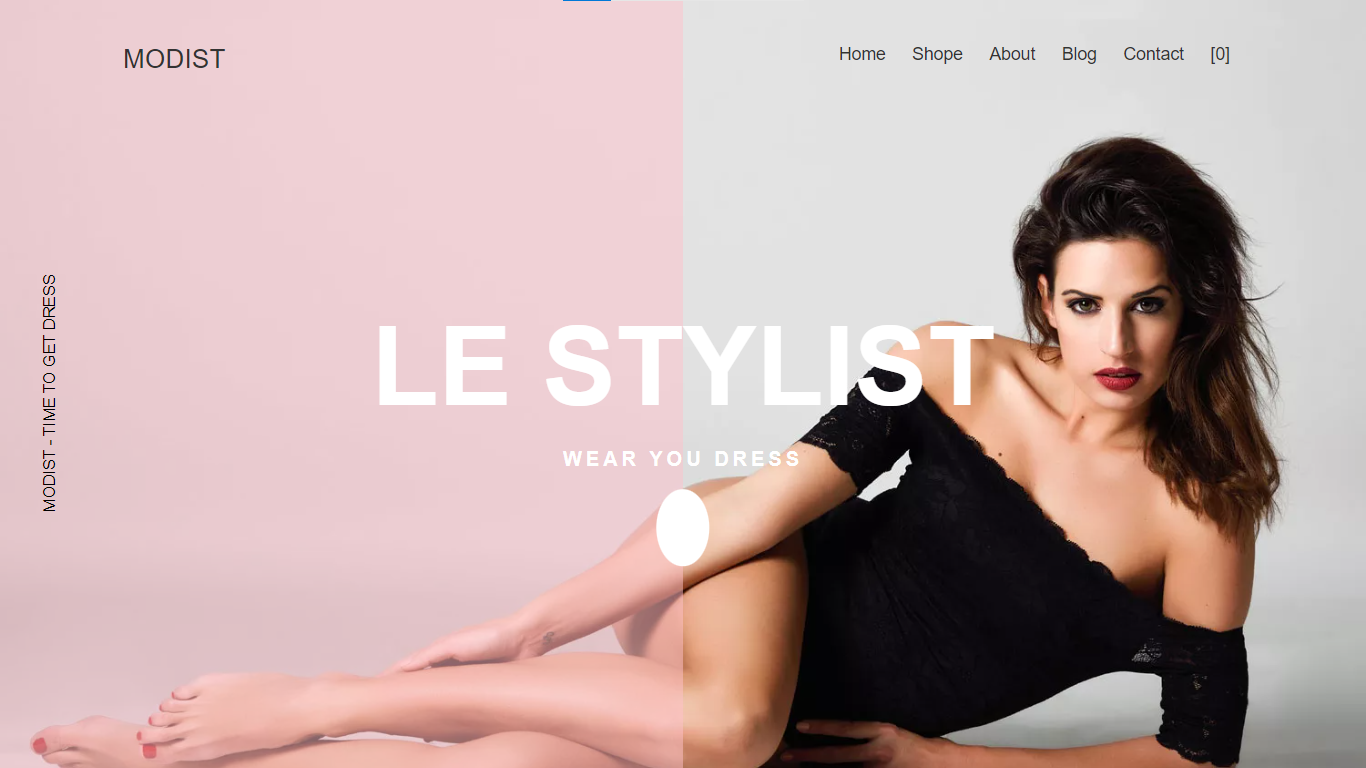 MODIST
Home Shope About Blog Contact [0]
MODIST - TIME TO GET DRESS
LE STYLIST
WEAR YOU DRESS